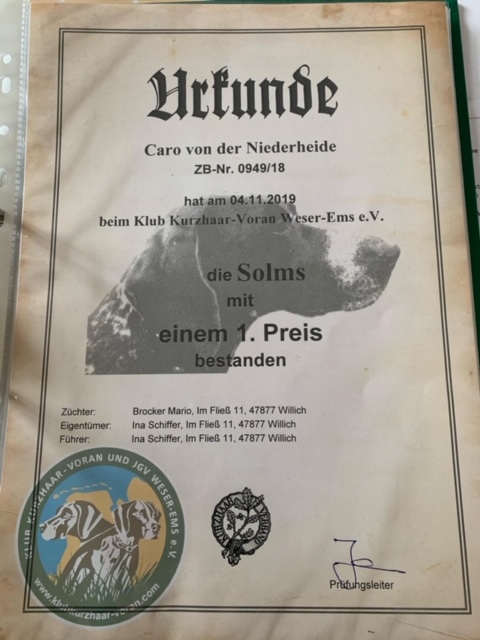 Urkunde
Caro von der Niederheide
ZB-Nr. 0949/18
hat am 04.11.2019
beim Klub Kurzhaar-Voran Weser-Ems e.V.
die Solms
mit
einem 1. Preis
bestanden
Züchter: Brocker Mario, Im Fließ 11, 47877 Willich
Eigentümer: Ina Schiffer, Im Fließ 11, 47877 Willich
Führer: Ina Schiffer, Im Fließ 11, 47877 Willich
KLUB KURZHAAR-VORAN UND JGV WESER-EMS e.V.
www.klubkurzhaar-voran.com
KURZHAAR VERBAND
Prüfungsleiter